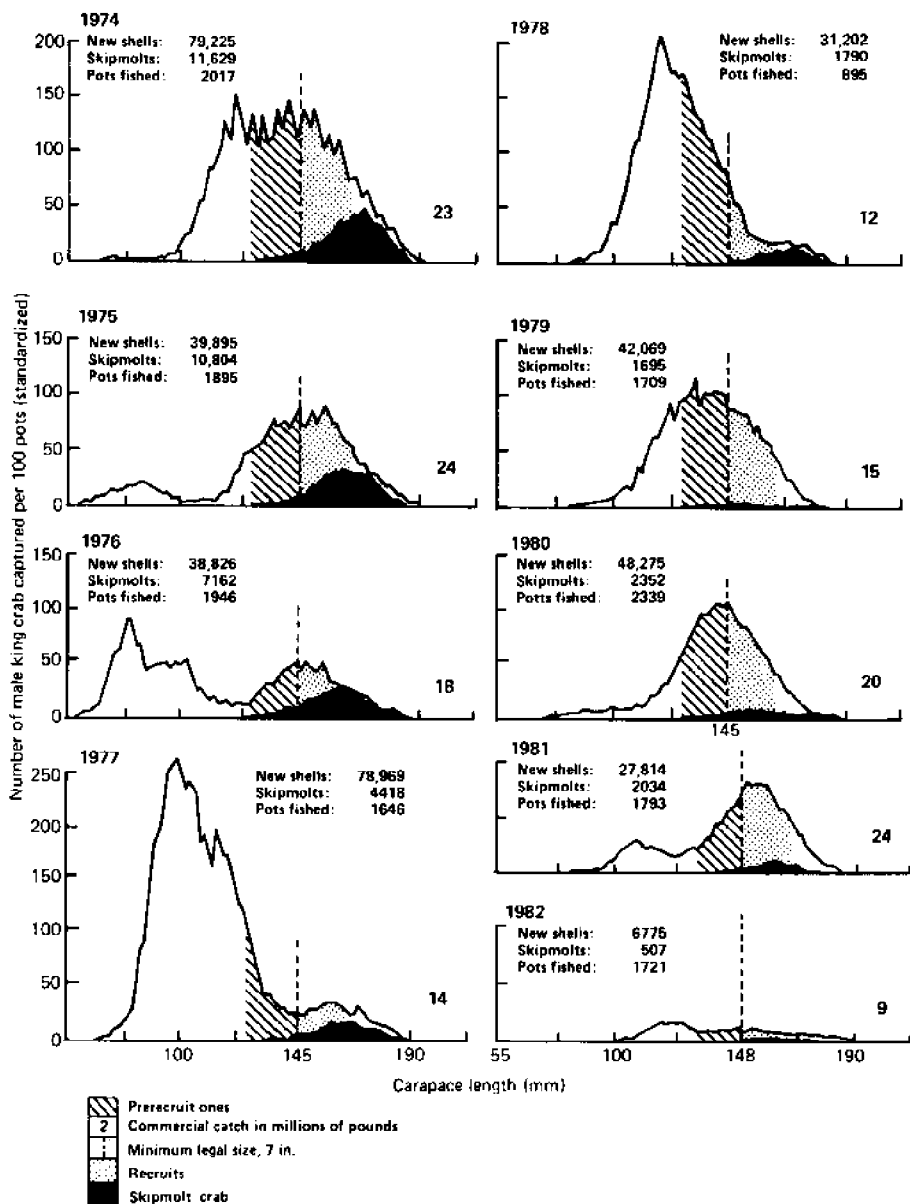 1974
New shells: 79,225
Skipmolts: 11,629
Pots fished: 2017
200
150
100
50
0
23
1978
New shells: 31,202
Skipmolts: 1790
Pots fished: 895
12
1975
New shells: 39,895
Skipmolts: 10,804
Pots fished: 1895
150
100
50
0
24
1979
New shells: 42,069
Skipmolts: 1695
Pots fished: 1709
15
1976
New shells: 38,826
Skipmolts: 7162
Pots fished: 1946
150
100
50
0
18
1980
New shells: 48,275
Skipmolts: 2352
Potts fished: 2339
20
145
1977
New shells: 78,969
Skipmolts: 4418
Pots fished: 1646
250
200
150
100
50
0
14
100
145
190
1981
New shells: 27,814
Skipmolts: 2034
Pots fished: 1793
24
1982
New shells: 6775
Skipmolts: 507
Pots fished: 1721
9
55
100
148
190
Number of male king crab captured per 100 pots (standardized)
Carapace length (mm)
Prerecruit ones
2 Commercial catch in millions of pounds
Minimum legal size, 7 in.
Recruits
Skipmolt crab